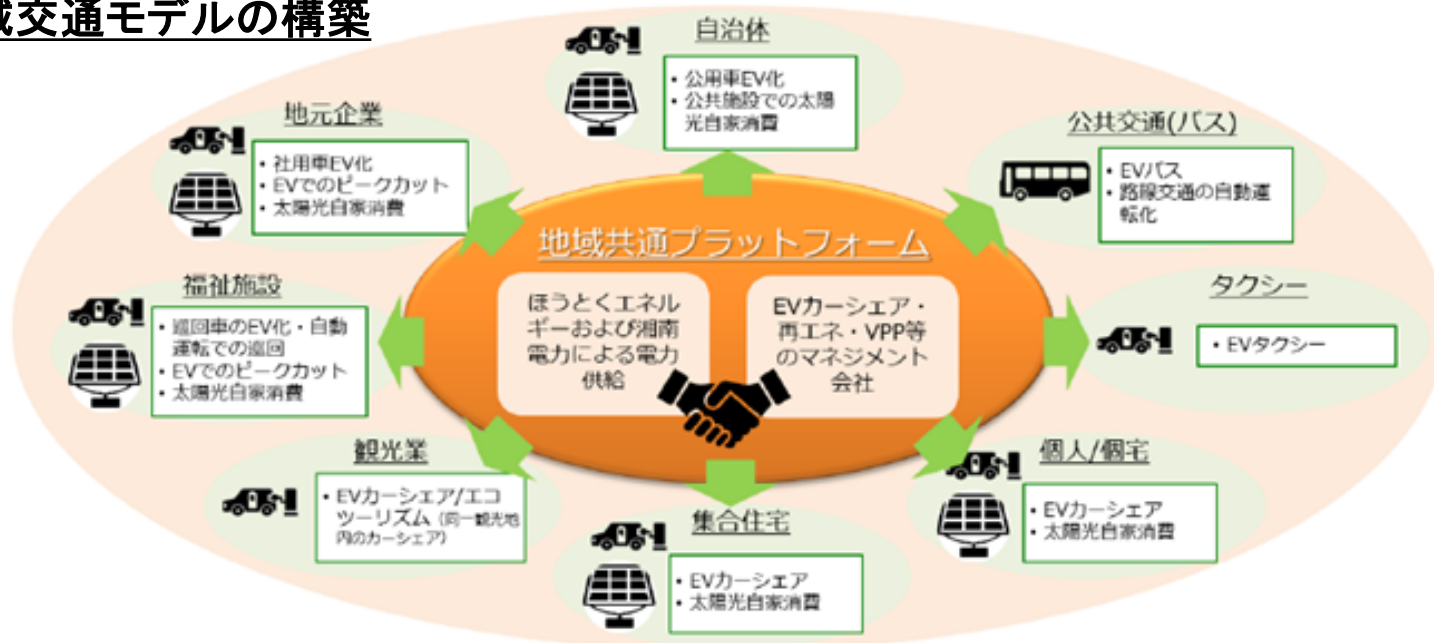 域交通モデルの構築
自治体
• 公用車EV化
• 公共施設での太陽
光自家消費
地元企業
• 社用車EV化
• EVでのピークカット
• 太陽光自家消費
公共交通(バス)
• EVバス
• 路線交通の自動運
転化
地域共通プラットフォーム
ほうとくエネル
ギーおよび湘南
電力による電力
供給
EVカーシェア・
再エネ・VPP等
のマネジメント
会社
福祉施設
• 巡回車のEV化・自動
運転での巡回
• EVでのピークカット
• 太陽光自家消費
タクシー
• EVタクシー
観光業
• EVカーシェア/エコ
ツーリズム（同一観光地
内のカーシェア）
集合住宅
• EVカーシェア
• 太陽光自家消費
個人/個宅
• EVカーシェア
• 太陽光自家消費